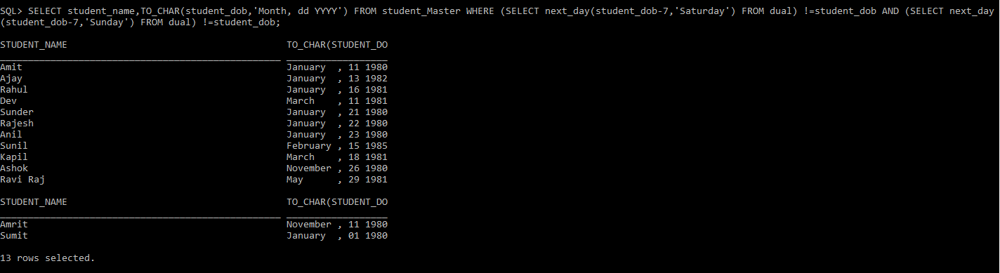 SQL> SELECT student_name,TO_CHAR(student_dob,'Month, dd YYYY') FROM student_Master WHERE (SELECT next_day(student_dob-7,'Saturday') FROM dual) !=student_dob AND (SELECT next_day
(student_dob-7,'Sunday') FROM dual) !=student_dob;
STUDENT_NAME                                       TO_CHAR(STUDENT_DO
__________________________________________________ __________________
Amit                                               January  , 11 1980
Ajay                                               January  , 13 1982
Rahul                                              January  , 16 1981
Dev                                                March    , 11 1981
Sunder                                             January  , 21 1980
Rajesh                                             January  , 22 1980
Anil                                               January  , 23 1980
Sunil                                              February , 15 1985
Kapil                                              March    , 18 1981
Ashok                                              November , 26 1980
Ravi Raj                                           May      , 29 1981
STUDENT_NAME                                       TO_CHAR(STUDENT_DO
__________________________________________________ __________________
Amrit                                              November , 11 1980
Sumit                                              January  , 01 1980
13 rows selected.